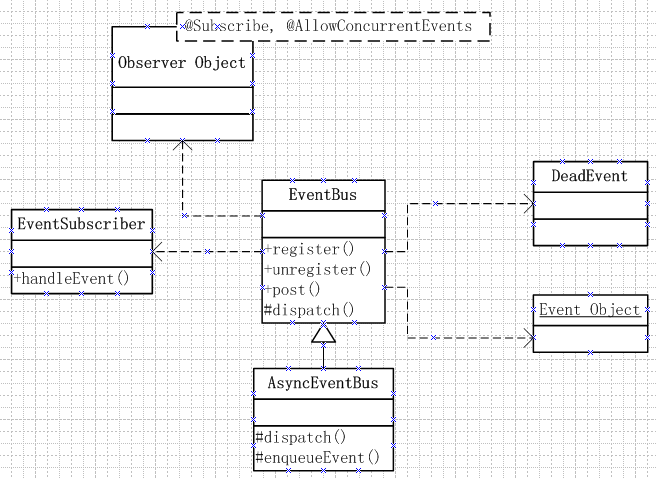 @Subscribe, @AllowConcurrentEvents
Observer Object
EventBus
+register()
+unregister()
+post()
#dispatch()
EventSubscriber
+handleEvent()
DeadEvent
Event Object
AsyncEventBus
#dispatch()
#enqueueEvent()